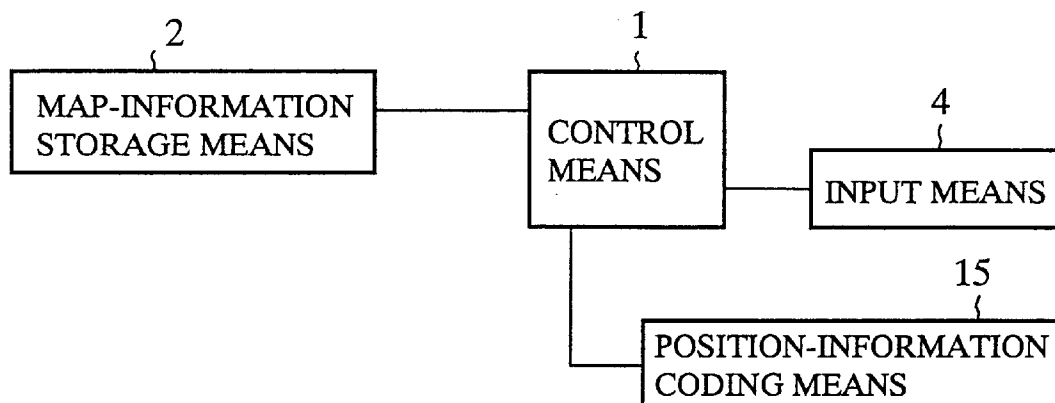 2
MAP-INFORMATION
STORAGE MEANS
1
CONTROL
MEANS
4
INPUT MEANS
15
POSITION-INFORMATION
CODING MEANS